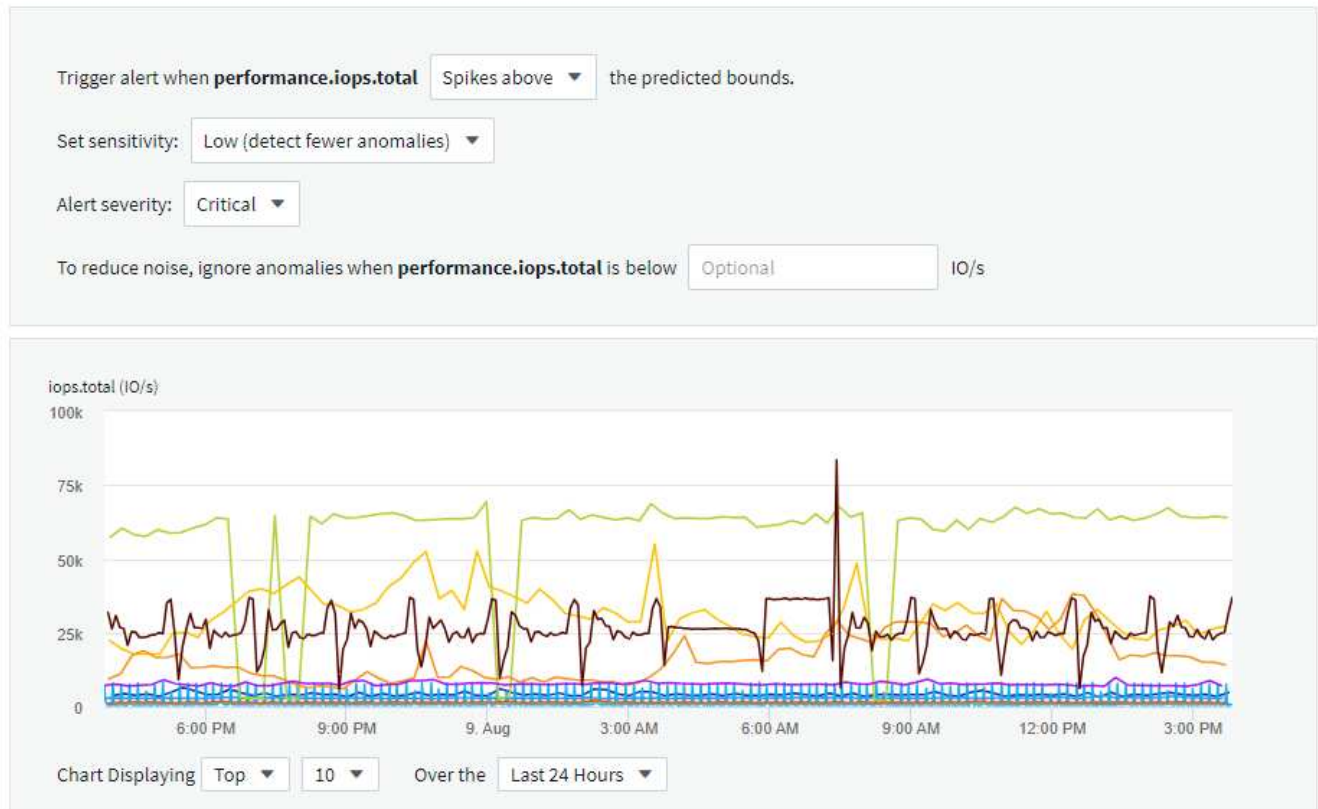 Trigger alert when performance.iops.total Spikes above the predicted bounds.
Set sensitivity: Low (detect fewer anomalies)
Alert severity: Critical
To reduce noise, ignore anomalies when performance.iops.total is below Optional IO/s
iops.total (IO/s)
100k
75k
50k
25k
0
6:00 PM 9:00 PM 9. Aug 3:00 AM 6:00 AM 9:00 AM 12:00 PM 3:00 PM
Chart Displaying Top 10 Over the Last 24 Hours